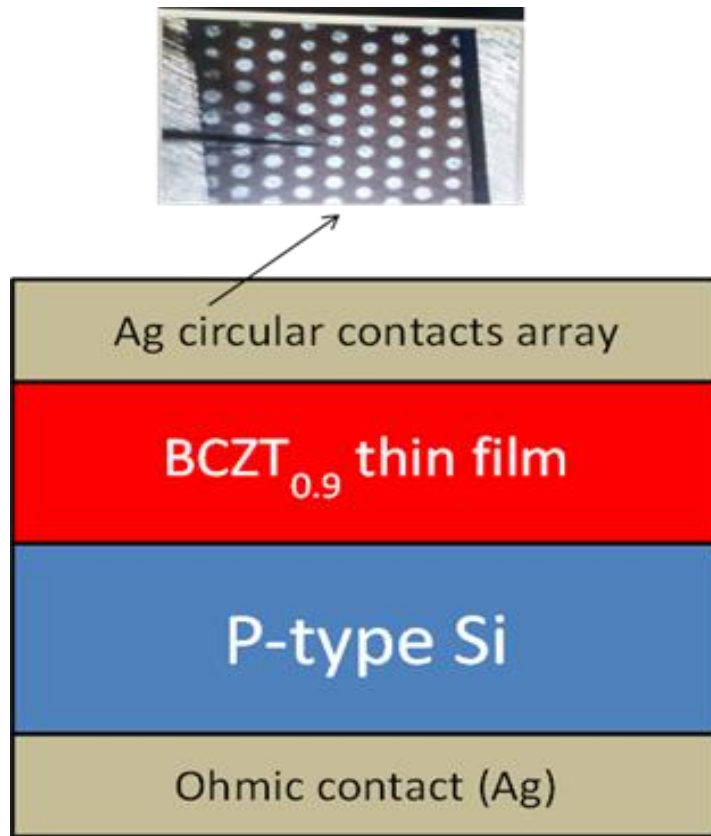 Ag circular contacts array
BCZT₀.₉ thin film
P-type Si
Ohmic contact (Ag)